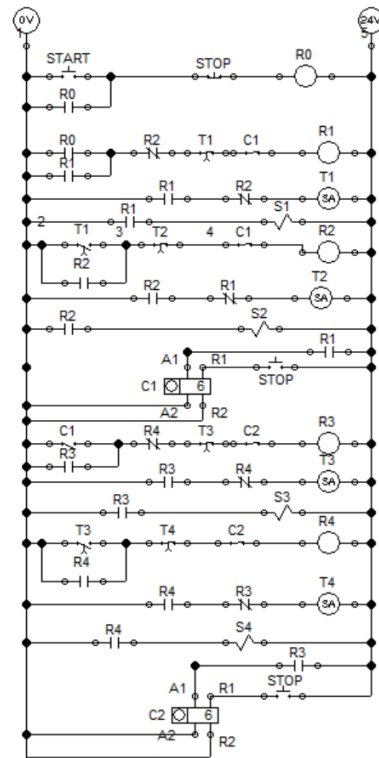 0V 24V
1 5
START STOP R0
R0
R0 R2 T1 C1 R1
R1
R1 R2 T1
SA
2 R1 S1
T1 3 T2 4 C1 R2
R2
R2 R1 T2
SA
R2 S2
R1
A1 R1
STOP
C1 6
A2 R2
C1 R4 T3 C2 R3
R3
R3 R4 T3
SA
R3 S3
T3 T4 C2 R4
R4
R4 R3 T4
SA
R4 S4
R3
A1 R1 STOP
C2 6
A2 R2